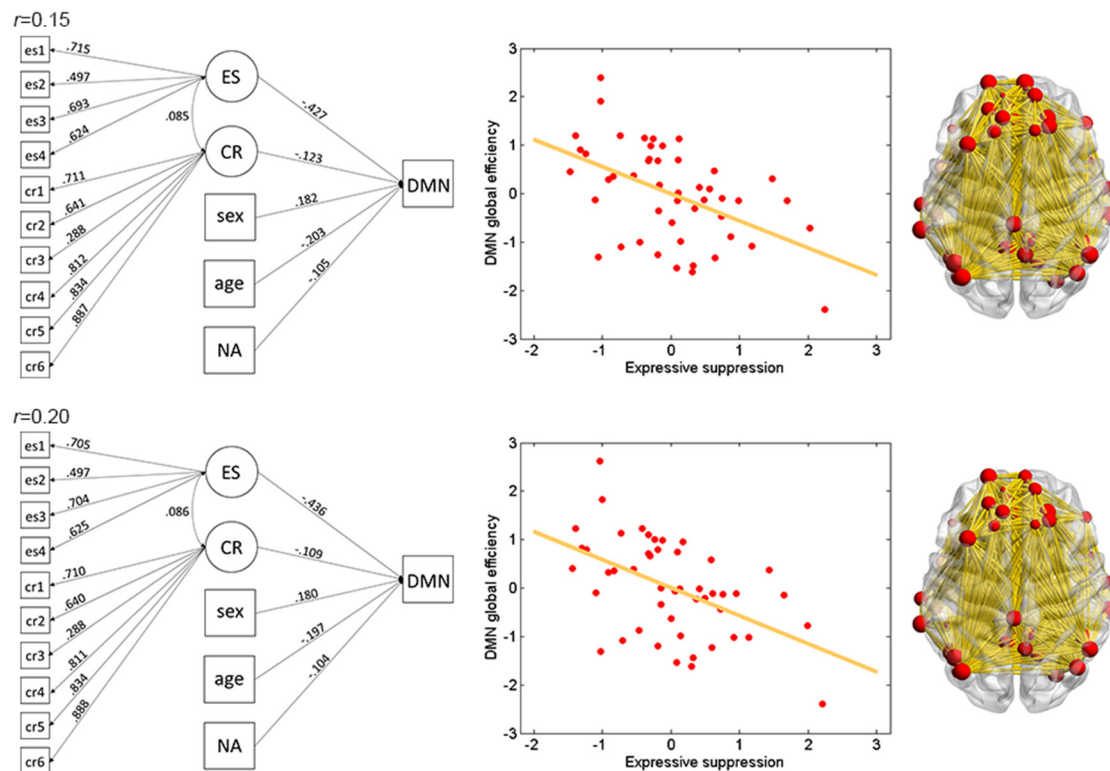 r=0.15
es1
es2
es3
es4
cr1
cr2
cr3
cr4
cr5
cr6
.715
.497
.693
.624
.711
.641
.288
.812
.834
.887
ES
.085
CR
sex
age
NA
-.427
-.123
.182
-.203
-.105
DMN
DMN global efficiency
3
2
1
0
-1
-2
-3
-2 -1 0 1 2 3
Expressive suppression
r=0.20
es1
es2
es3
es4
cr1
cr2
cr3
cr4
cr5
cr6
.705
.497
.704
.625
.710
.640
.288
.811
.834
.888
ES
.086
CR
sex
age
NA
-.436
-.109
.180
-.197
-.104
DMN
DMN global efficiency
3
2
1
0
-1
-2
-3
-2 -1 0 1 2 3
Expressive suppression